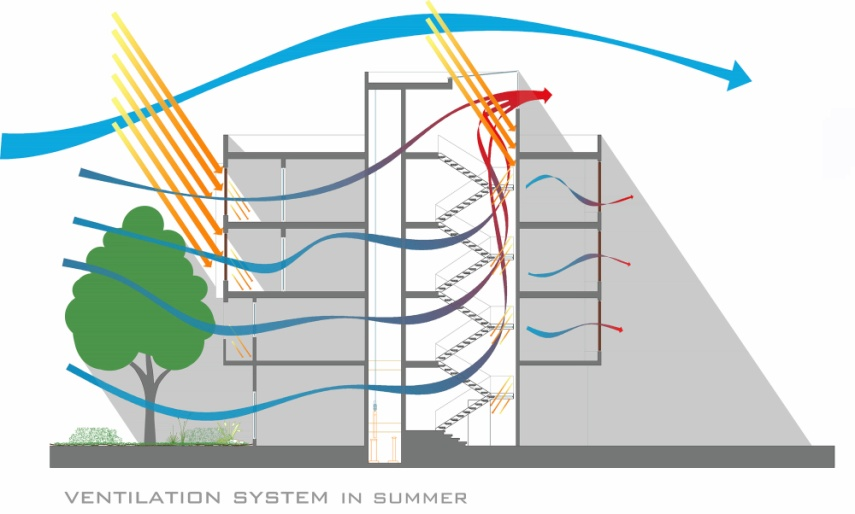 VENTILATION SYSTEM IN SUMMER